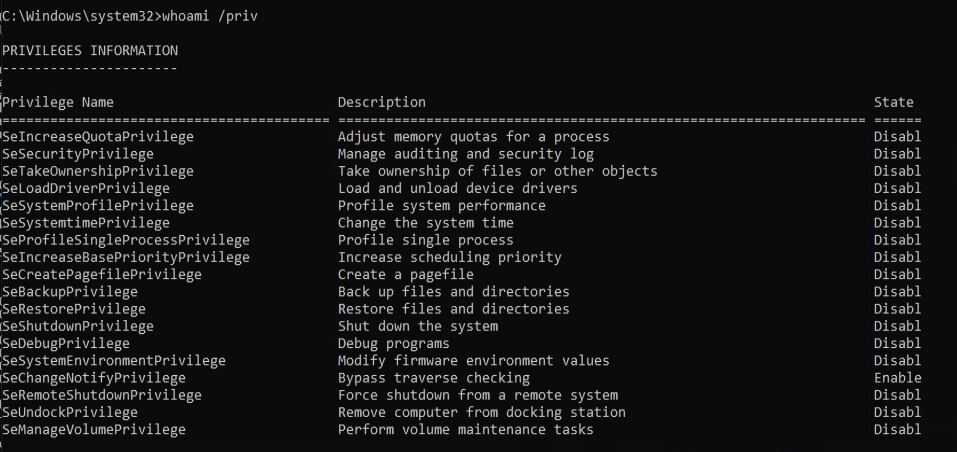 C:\Windows\system32>whoami /priv
PRIVILEGES INFORMATION
----------------------
Privilege Name Description State
========================================= ================================================================== ======
SeIncreaseQuotaPrivilege Adjust memory quotas for a process Disabl
SeSecurityPrivilege Manage auditing and security log Disabl
SeTakeOwnershipPrivilege Take ownership of files or other objects Disabl
SeLoadDriverPrivilege Load and unload device drivers Disabl
SeSystemProfilePrivilege Profile system performance Disabl
SeSystemtimePrivilege Change the system time Disabl
SeProfileSingleProcessPrivilege Profile single process Disabl
SeIncreaseBasePriorityPrivilege Increase scheduling priority Disabl
SeCreatePagefilePrivilege Create a pagefile Disabl
SeBackupPrivilege Back up files and directories Disabl
SeRestorePrivilege Restore files and directories Disabl
SeShutdownPrivilege Shut down the system Disabl
SeDebugPrivilege Debug programs Disabl
SeSystemEnvironmentPrivilege Modify firmware environment values Disabl
SeChangeNotifyPrivilege Bypass traverse checking Enable
SeRemoteShutdownPrivilege Force shutdown from a remote system Disabl
SeUndockPrivilege Remove computer from docking station Disabl
SeManageVolumePrivilege Perform volume maintenance tasks Disabl